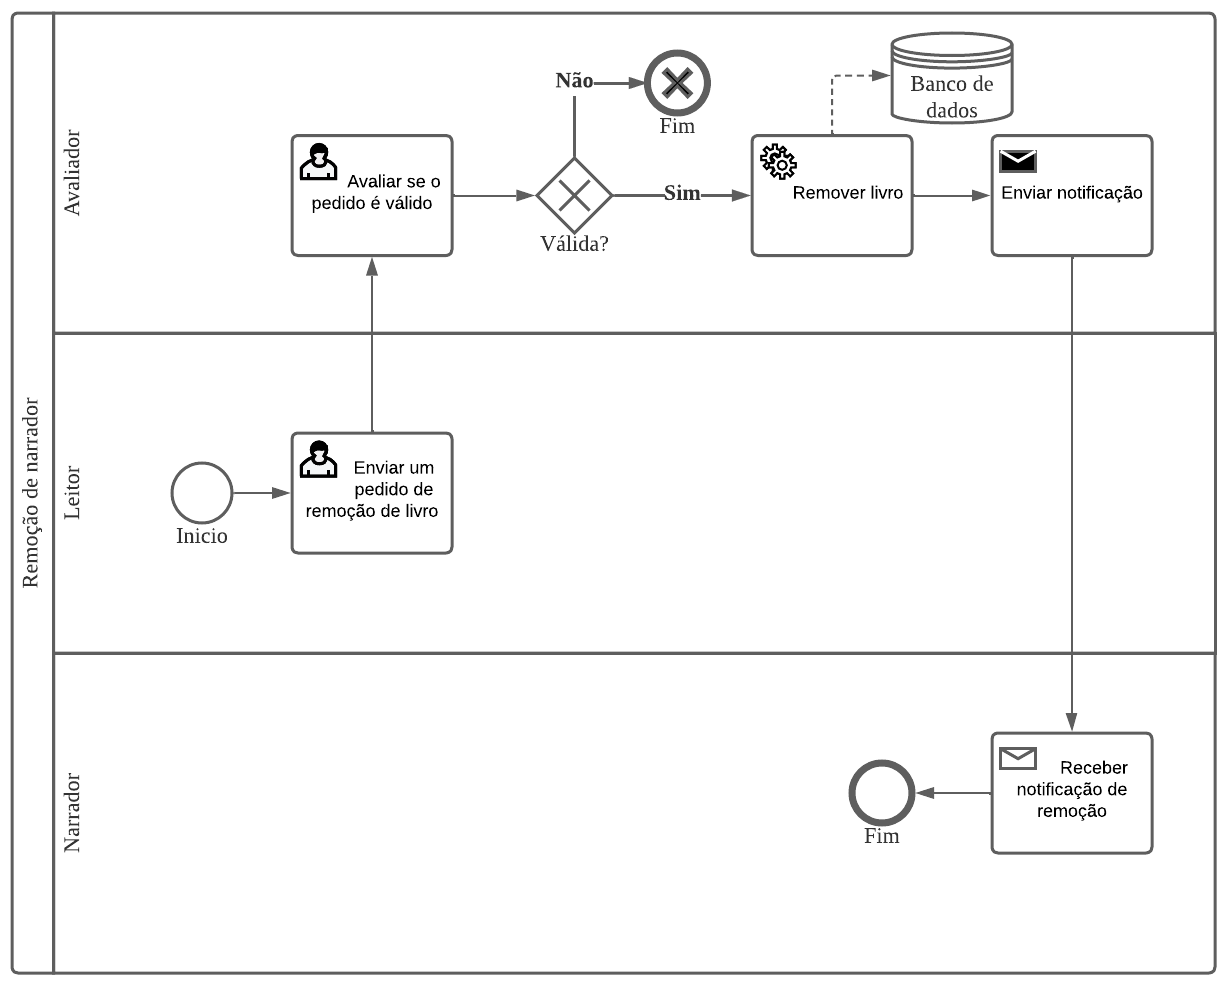 Remoção de narrador
Avaliador
Avaliar se o
pedido é válido
Válida?
Não
Fim
Sim
Remover livro
Banco de
dados
Enviar notificação
Leitor
Inicio
Enviar um
pedido de
remoção de livro
Narrador
Fim
Receber
notificação de
remoção